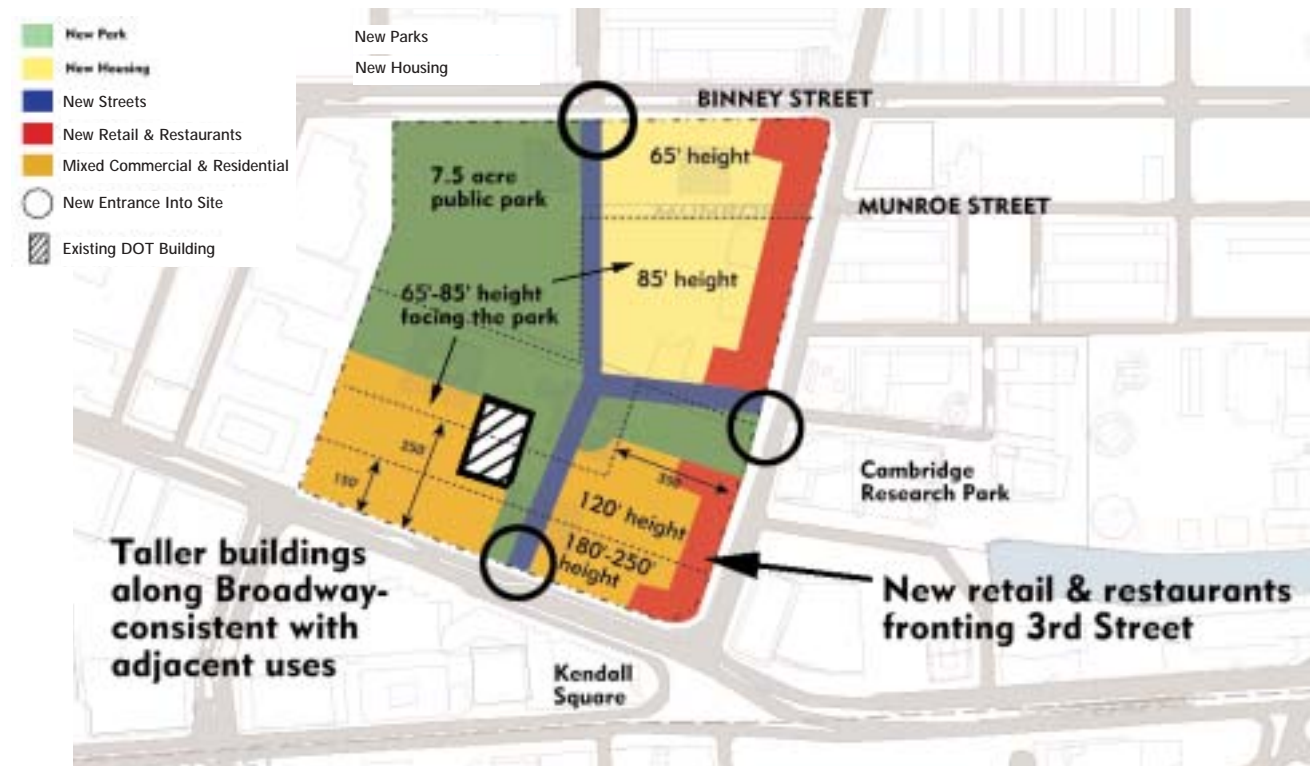 New Park
New Housing
New Streets
New Retail & Restaurants
Mixed Commercial & Residential
New Entrance Into Site
Existing DOT Building
New Parks
New Housing
BINNEY STREET
65' height
7.5 acre
public park
MUNROE STREET
85' height
65'-85' height
facing the park
250'
150'
350'
120' height
180'-250'
height
Cambridge
Research Park
Taller buildings
along Broadway-
consistent with
adjacent uses
New retail & restaurants
fronting 3rd Street
Kendall
Square